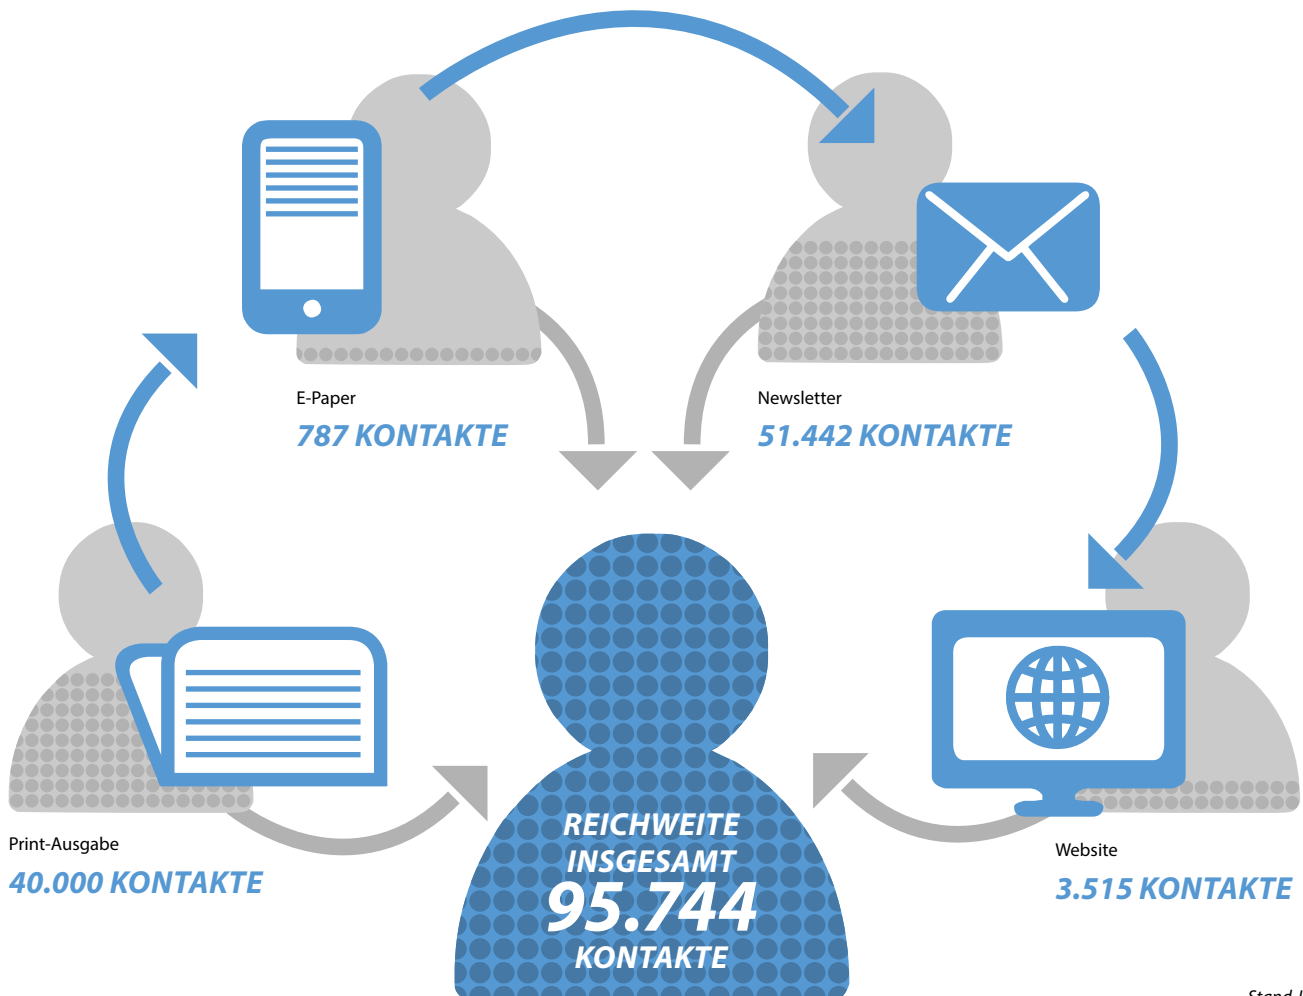 E-Paper
787 KONTAKTE
Newsletter
51.442 KONTAKTE
Print-Ausgabe
40.000 KONTAKTE
REICHWEITE
INSGESAMT
95.744
KONTAKTE
Website
3.515 KONTAKTE
Stand